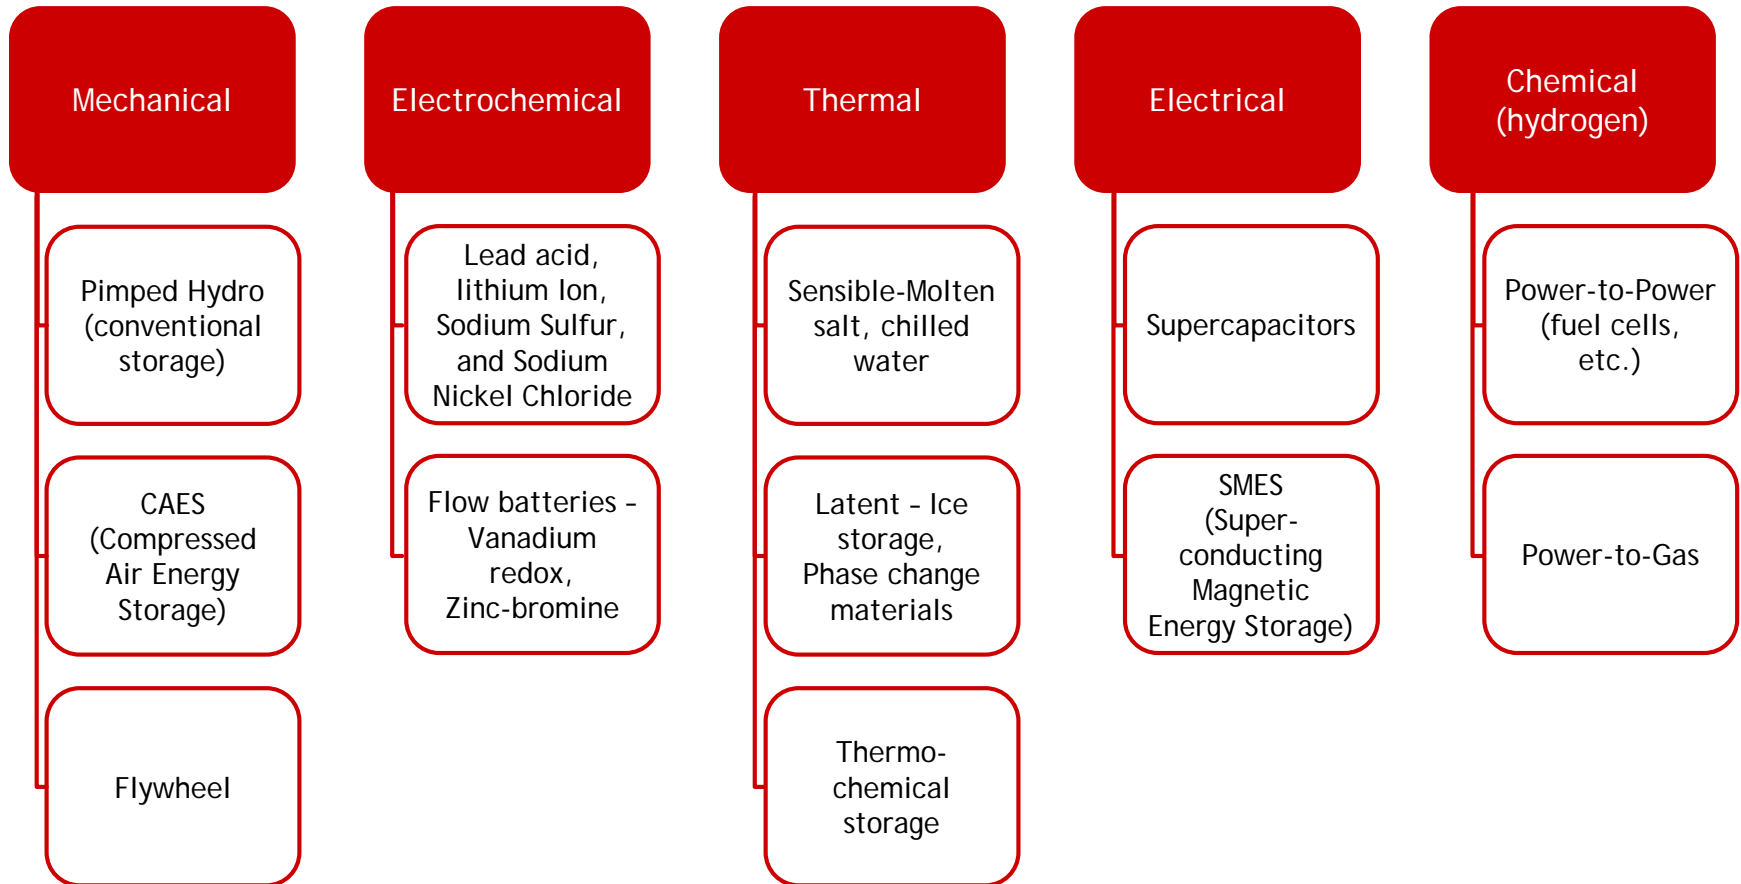 Mechanical
Pimped Hydro
(conventional
storage)
CAES
(Compressed
Air Energy
Storage)
Flywheel
Electrochemical
Lead acid,
lithium Ion,
Sodium Sulfur,
and Sodium
Nickel Chloride
Flow batteries –
Vanadium
redox,
Zinc-bromine
Thermal
Sensible-Molten
salt, chilled
water
Latent – Ice
storage,
Phase change
materials
Thermo-
chemical
storage
Electrical
Supercapacitors
SMES
(Super-
conducting
Magnetic
Energy Storage)
Chemical
(hydrogen)
Power-to-Power
(fuel cells,
etc.)
Power-to-Gas